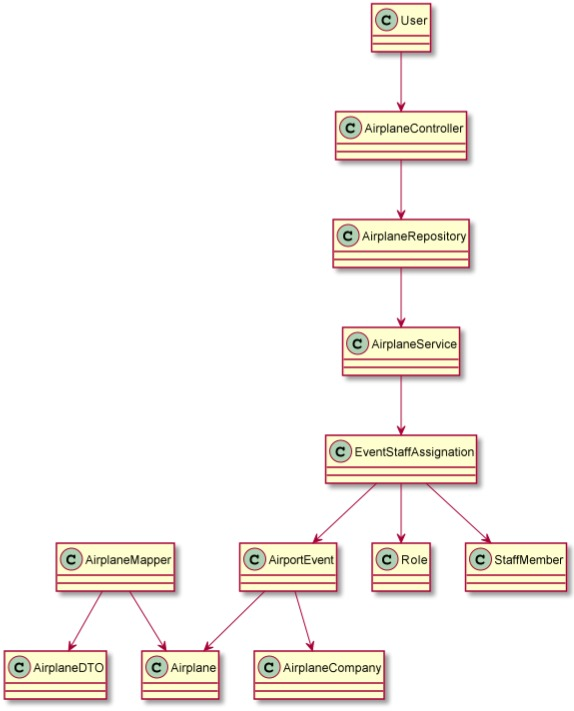 C User
C AirplaneController
C AirplaneRepository
C AirplaneService
C EventStaffAssignation
C AirplaneMapper
C AirportEvent
C Role
C StaffMember
C AirplaneDTO
C Airplane
C AirplaneCompany